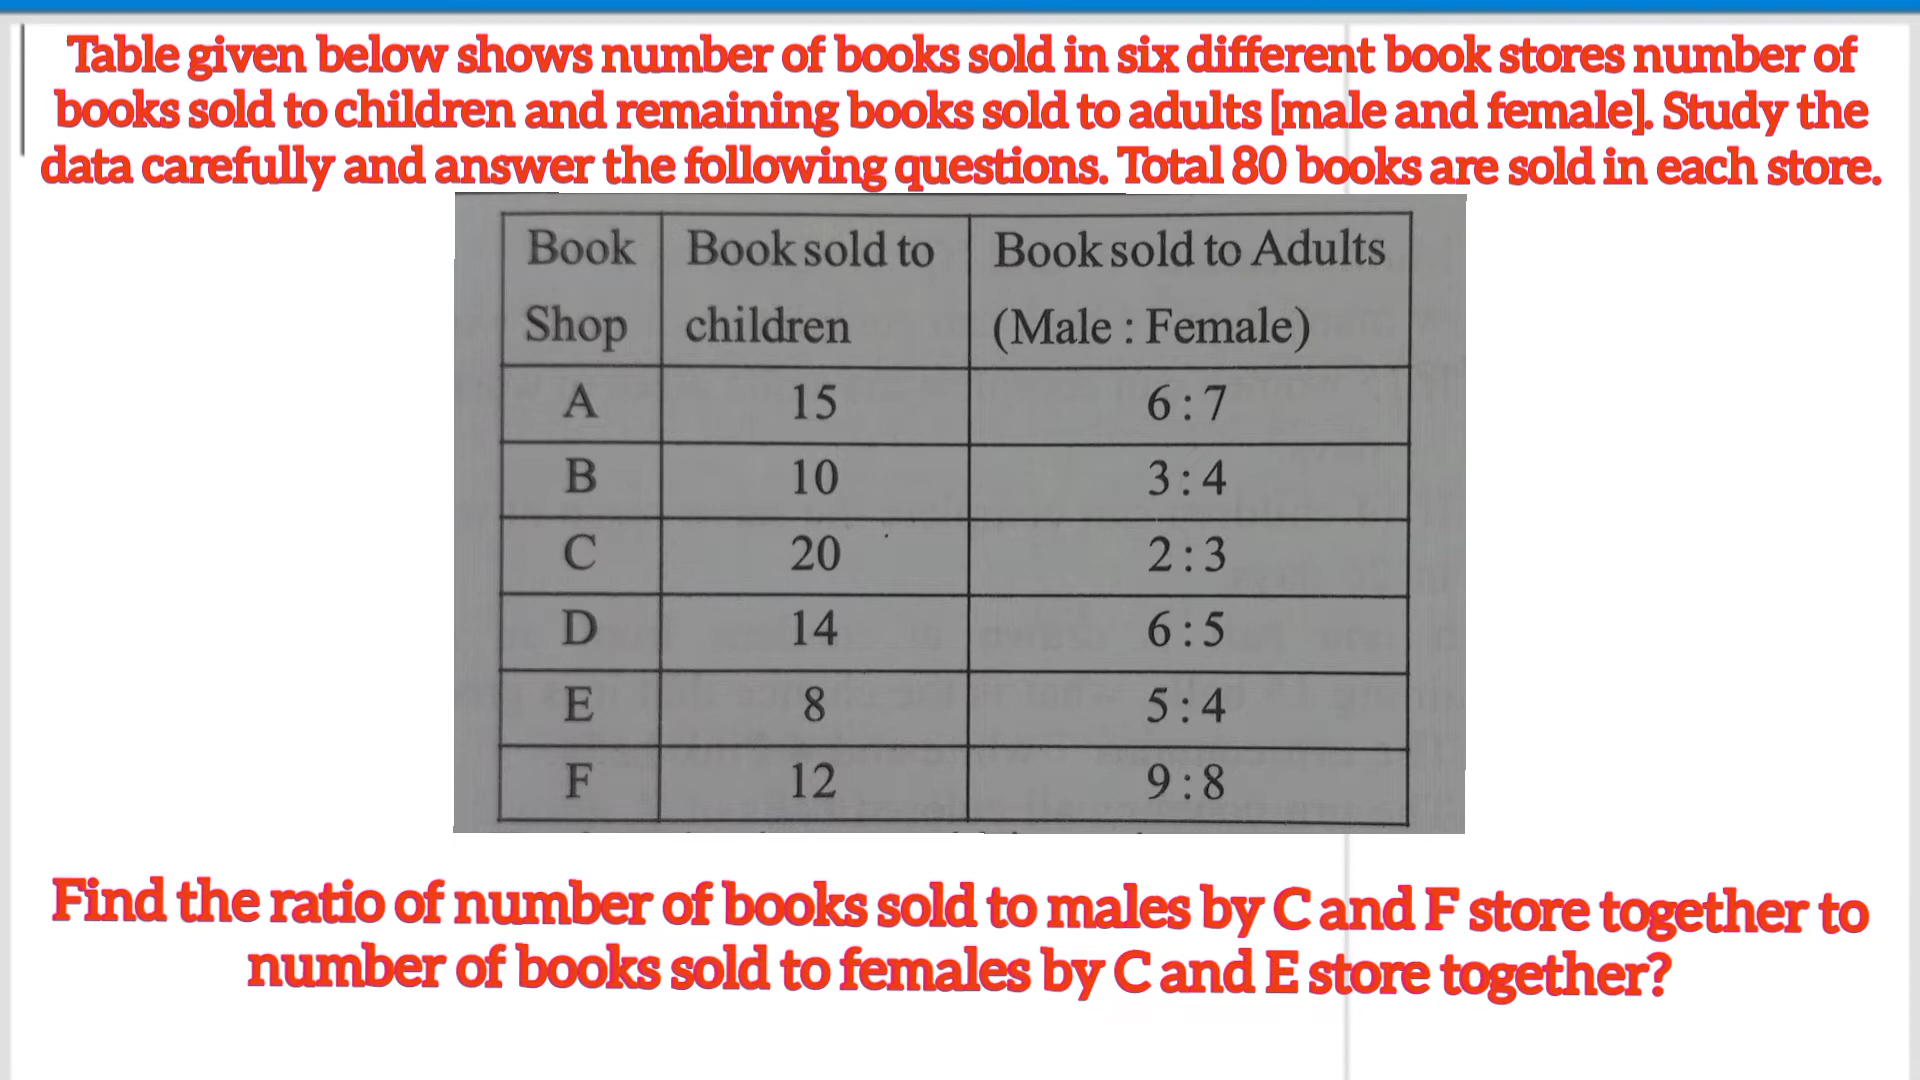 Table given below shows number of books sold in six different book stores number of
books sold to children and remaining books sold to adults [male and female]. Study the
data carefully and answer the following questions. Total 80 books are sold in each store.
Book Shop Book sold to children Book sold to Adults (Male : Female)
A 15 6 : 7
B 10 3 : 4
C 20 2 : 3
D 14 6 : 5
E 8 5 : 4
F 12 9 : 8
Find the ratio of number of books sold to males by C and F store together to
number of books sold to females by C and E store together?